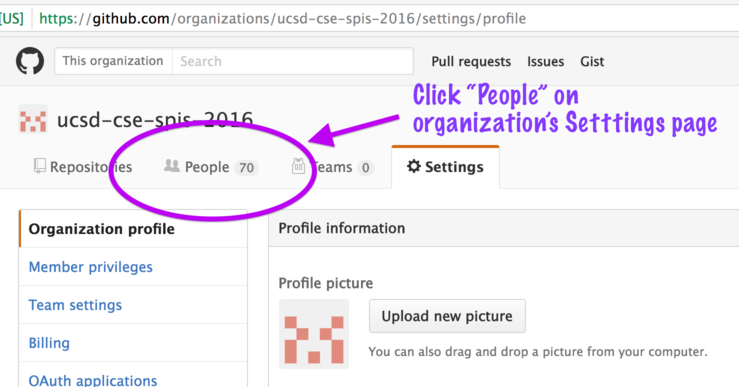 [US] https://github.com/organizations/ucsd-cse-spis-2016/settings/profile
This organization Search Pull requests Issues Gist
Click “People” on
organization's Setttings page
ucsd-cse-spis-2016
Repositories People 70 Teams 0 Settings
Organization profile
Member privileges
Team settings
Billing
OAuth applications
Profile information
Profile picture
Upload new picture
You can also drag and drop a picture from your computer.